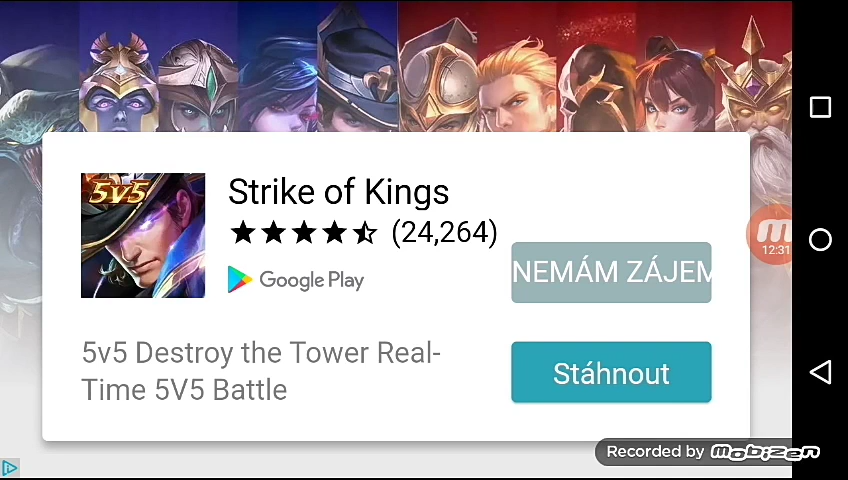 5v5
Strike of Kings
(24,264)
Google Play
NEMÁM ZÁJEM
12:31
5v5 Destroy the Tower Real-
Time 5V5 Battle
Stáhnout
Recorded by Mobizen